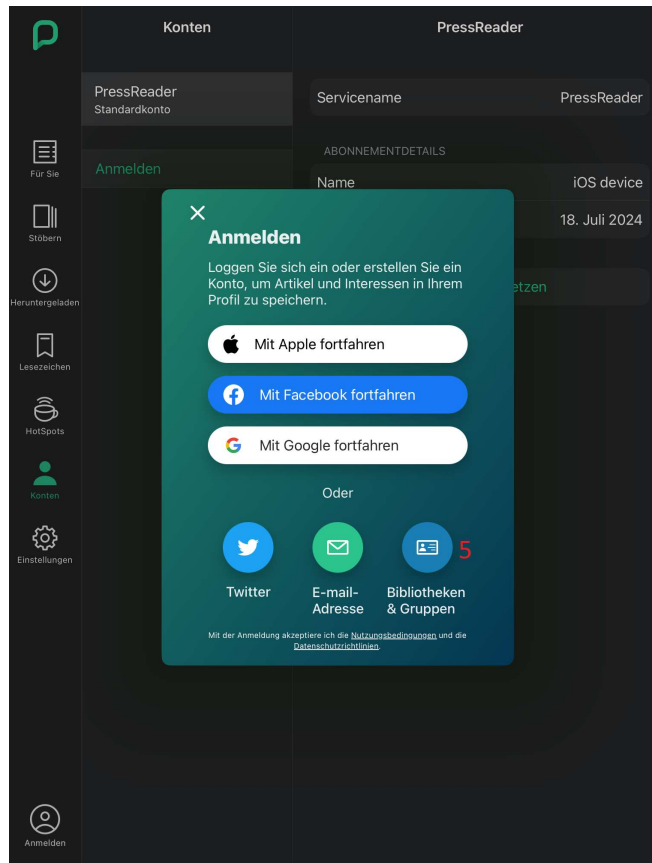 Konten
PressReader
PressReader
Standardkonto
Anmelden
Servicename
PressReader
ABONNEMENTDETAILS
Name
iOS device
18. Juli 2024
etzen
Für Sie
Stöbern
Heruntergeladen
Lesezeichen
HotSpots
Konten
Einstellungen
Anmelden
Anmelden
Loggen Sie sich ein oder erstellen Sie ein
Konto, um Artikel und Interessen in Ihrem
Profil zu speichern.
Mit Apple fortfahren
Mit Facebook fortfahren
Mit Google fortfahren
Oder
5
Twitter
E-mail-
Adresse
Bibliotheken
& Gruppen
Mit der Anmeldung akzeptiere ich die Nutzungsbedingungen und die
Datenschutzrichtlinien.